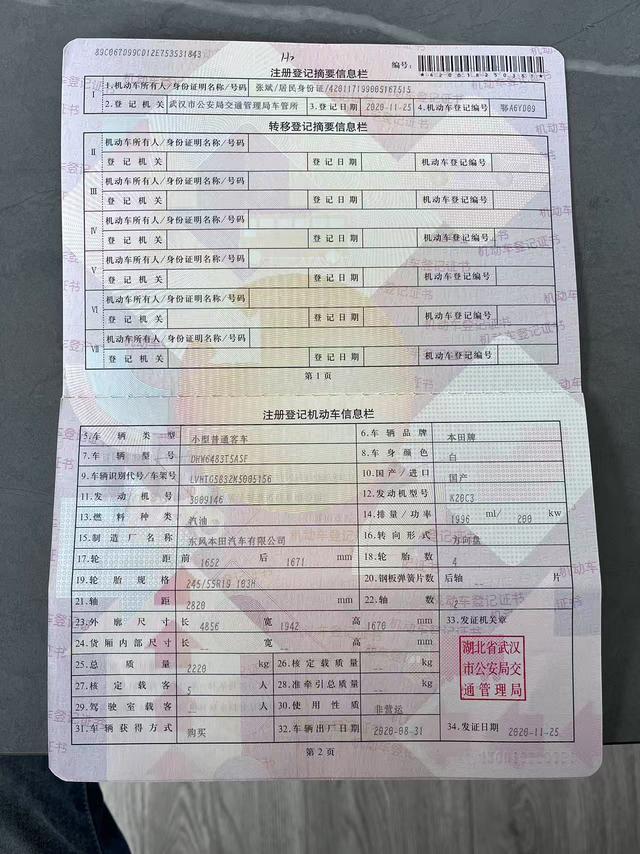 89C067D99CD12E753531843
H2
注册登记摘要信息栏
编号:
Ⅰ 1.机动车所有人/身份证明名称/号码 张斌/居民身份证/420117199005167515
2.登记机关 武汉市公安局交通管理局车管所 3.登记日期 2020-11-25 4.机动车登记编号 鄂A6YD09
转移登记摘要信息栏
Ⅱ 机动车所有人/身份证明名称/号码
登记机关 登记日期 机动车登记编号
Ⅲ 机动车所有人/身份证明名称/号码
登记机关 登记日期 机动车登记编号
Ⅳ 机动车所有人/身份证明名称/号码
登记机关 登记日期 机动车登记编号
Ⅴ 机动车所有人/身份证明名称/号码
登记机关 登记日期 机动车登记编号
Ⅵ 机动车所有人/身份证明名称/号码
登记机关 登记日期 机动车登记编号
Ⅶ 机动车所有人/身份证明名称/号码
登记机关 登记日期 机动车登记编号
第1页
注册登记机动车信息栏
5.车辆类型 小型普通客车 6.车辆品牌 本田牌
7.车辆型号 DHW6483T5ASF 8.车身颜色 白
9.车辆识别代号/车架号 LVHTG5832K5005156 10.国产/进口 国产
11.发动机号 3009146 12.发动机型号 K20C3
13.燃料种类 汽油 14.排量/功率 1996 ml/ 200 kw
15.制造厂名称 东风本田汽车有限公司 16.转向形式 方向盘
17.轮距 前 1652 后 1671 mm 18.轮胎数 4
19.轮胎规格 245/55R19 103H 20.钢板弹簧片数 后轴 -- 片
21.轴距 2820 mm 22.轴数 2
23.外廓尺寸 长 4856 宽 1942 高 1670 mm 33.发证机关章
24.货厢内部尺寸 长 -- 宽 -- 高 -- mm
25.总质量 2220 kg 26.核定载质量 -- kg
27.核定载客 5 人 28.准牵引总质量 -- kg
29.驾驶室载客 -- 人 30.使用性质 非营运
湖北省武汉
市公安局交
通管理局
31.车辆获得方式 购买 32.车辆出厂日期 2020-08-31 34.发证日期 2020-11-25
第2页